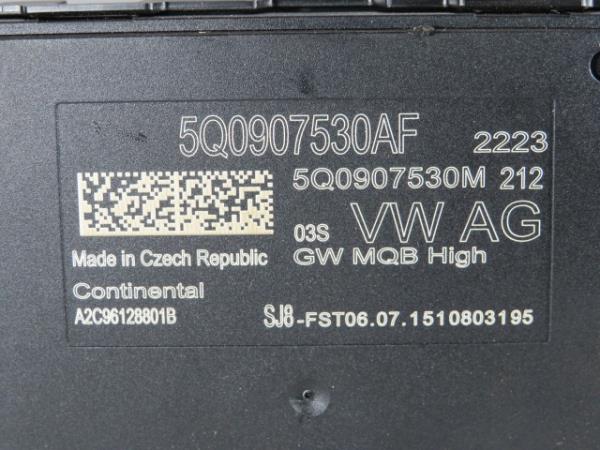 5Q0907530AF 2223
5Q0907530M 212
03S VW AG
Made in Czech Republic GW MQB High
Continental
A2C96128801B SJ8-FST06.07.1510803195